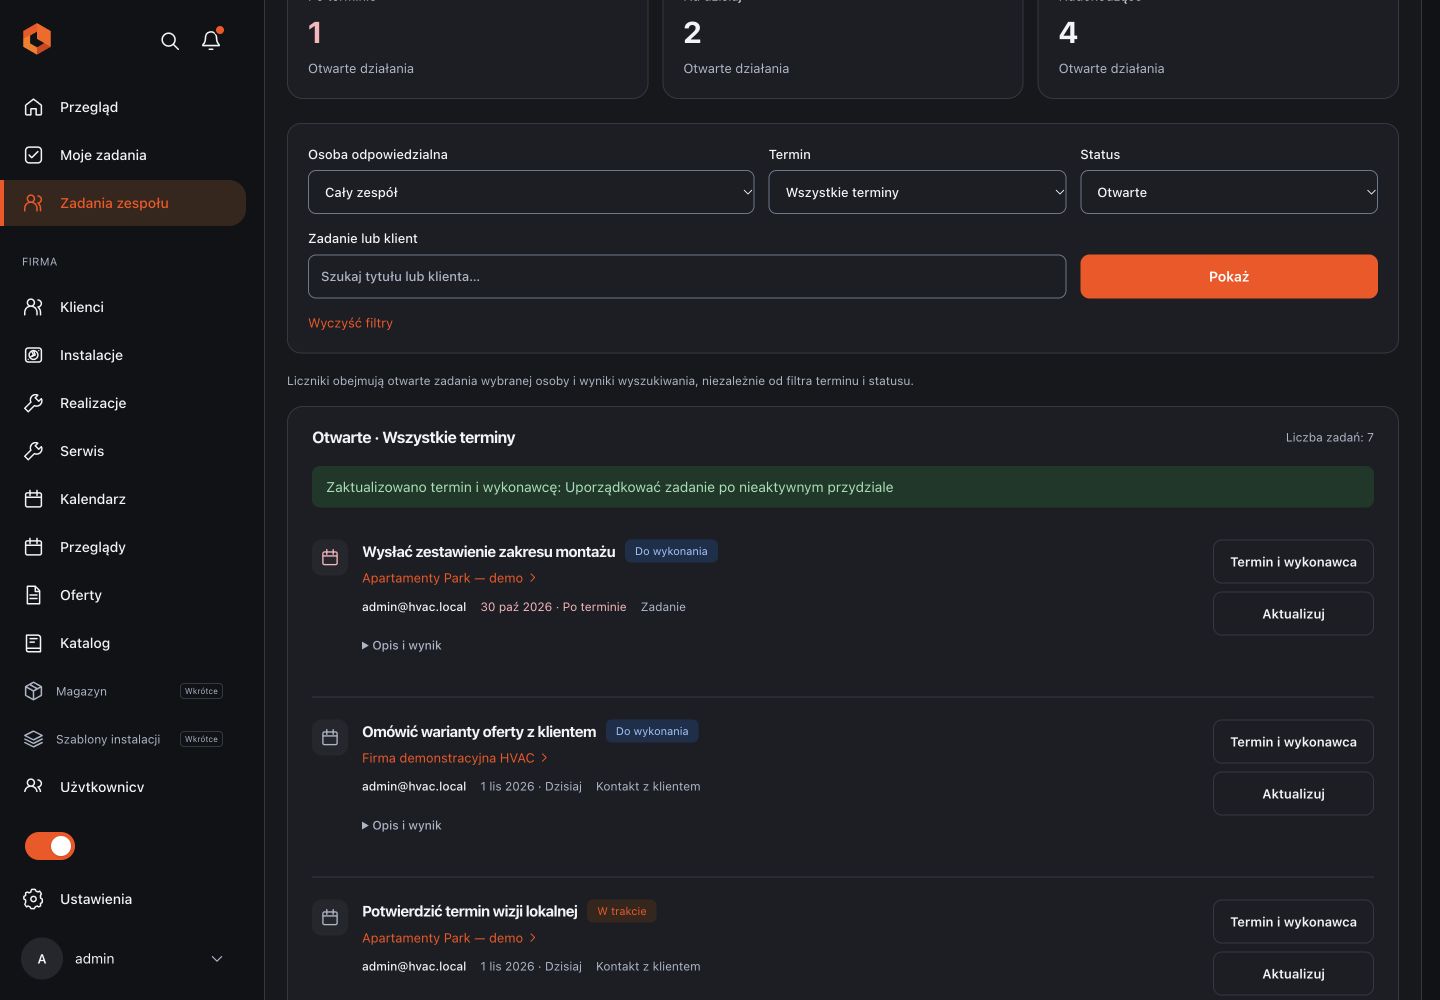 1
2
4
Otwarte działania
Otwarte działania
Otwarte działania
Przegląd
Moje zadania
Zadania zespołu
FIRMA
Klienci
Instalacje
Realizacje
Serwis
Kalendarz
Przeglądy
Oferty
Katalog
Magazyn Wkrótce
Szablony instalacji Wkrótce
Użytkownicy
Ustawienia
A admin
Osoba odpowiedzialna
Cały zespół
Termin
Wszystkie terminy
Status
Otwarte
Zadanie lub klient
Szukaj tytułu lub klienta...
Pokaż
Wyczyść filtry
Liczniki obejmują otwarte zadania wybranej osoby i wyniki wyszukiwania, niezależnie od filtra terminu i statusu.
Otwarte · Wszystkie terminy
Liczba zadań: 7
Zaktualizowano termin i wykonawcę: Uporządkować zadanie po nieaktywnym przydziale
Wysłać zestawienie zakresu montażu Do wykonania
Apartamenty Park — demo >
admin@hvac.local 30 paź 2026 · Po terminie Zadanie
Opis i wynik
Termin i wykonawca
Aktualizuj
Omówić warianty oferty z klientem Do wykonania
Firma demonstracyjna HVAC >
admin@hvac.local 1 lis 2026 · Dzisiaj Kontakt z klientem
Opis i wynik
Termin i wykonawca
Aktualizuj
Potwierdzić termin wizji lokalnej W trakcie
Apartamenty Park — demo >
admin@hvac.local 1 lis 2026 · Dzisiaj Kontakt z klientem
Termin i wykonawca
Aktualizuj